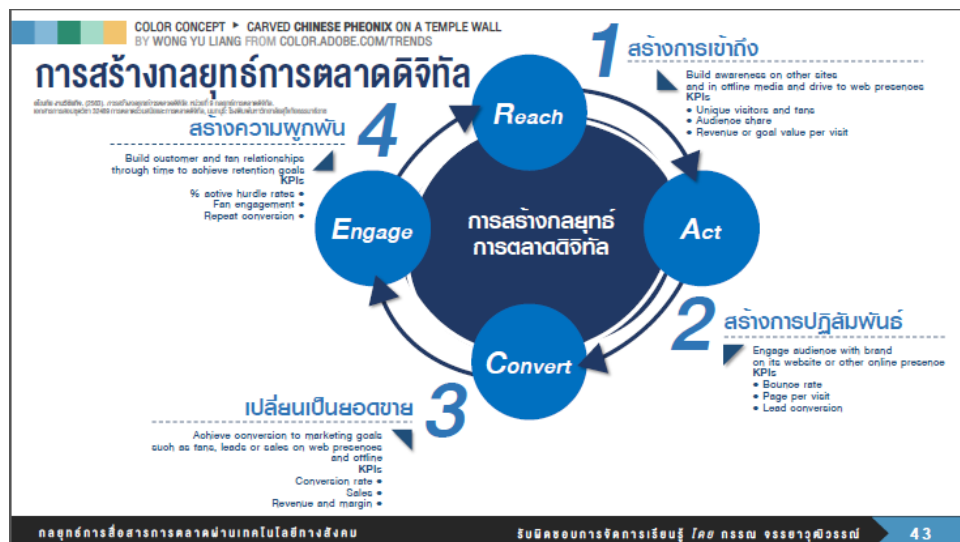 COLOR CONCEPT ► CARVED CHINESE PHEONIX ON A TEMPLE WALL
BY WONG YU LIANG FROM COLOR.ADOBE.COM/TRENDS
การสร้างกลยุทธ์การตลาดดิจิทัล
1 สร้างการเข้าถึง
Build awareness on other sites
and in offline media and drive to web presences
KPIs
• Unique visitors and fans
• Audience share
• Revenue or goal value per visit
Reach
4
สร้างความผูกพัน
Build customer and fan relationships
through time to achieve retention goals
KPIs
% active hurdle rates •
Fan engagement •
Repeat conversion •
Engage
การสร้างกลยุทธ์
การตลาดดิจิทัล
Act
2 สร้างการปฏิสัมพันธ์
Engage audience with brand
on its website or other online presence
KPIs
• Bounce rate
• Page per visit
• Lead conversion
Convert
เปลี่ยนเป็นยอดขาย 3
Achieve conversion to marketing goals
such as fans, leads or sales on web presences
and offline
KPIs
Conversion rate •
Sales •
Revenue and margin •
กลยุทธ์การสื่อสารการตลาดผ่านเทคโนโลยีทางสังคม
รับผิดชอบการจัดการเรียนรู้ โดย กรรณ จรรยาวุฒิวรรณ์ 43